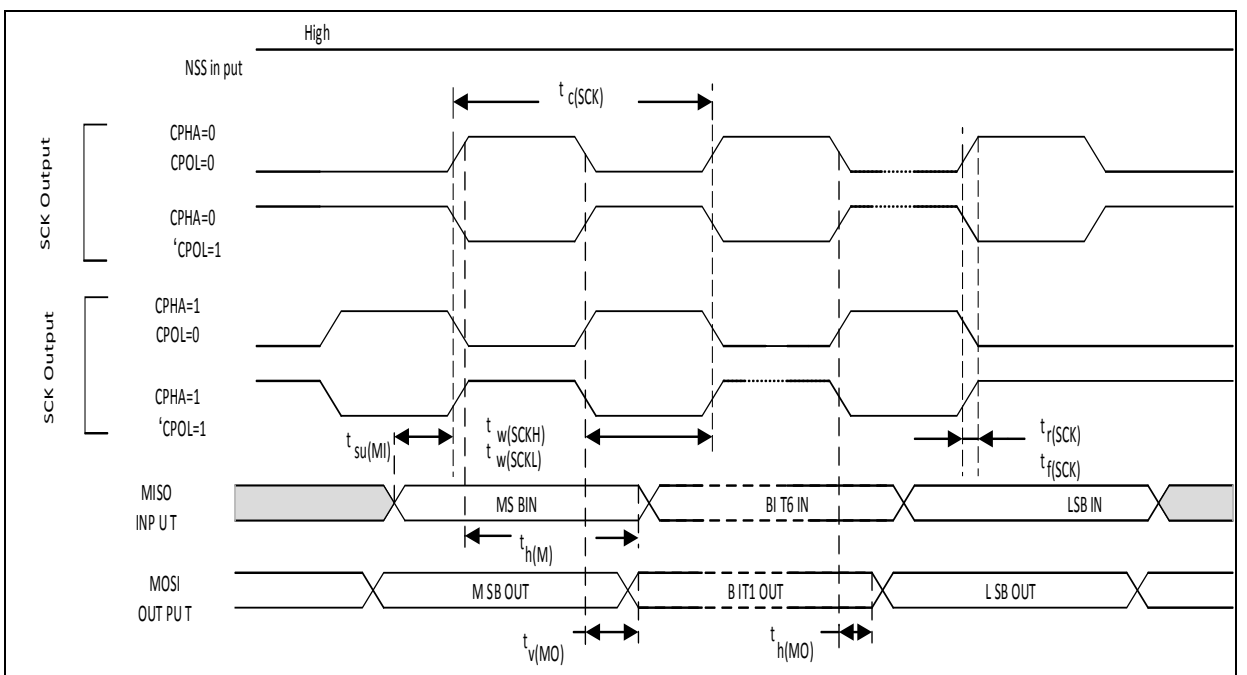 High
NSS in put
t c(SCK)
SCK Output
CPHA=0
CPOL=0
CPHA=0
‘CPOL=1
SCK Output
CPHA=1
CPOL=0
CPHA=1
‘CPOL=1
t su(MI)
t w(SCKH)
t w(SCKL)
t r(SCK)
t f(SCK)
MISO
INP U T
MS BIN
BI T6 IN
LSB IN
t h(M)
MOSI
OUT PU T
M SB OUT
B IT1 OUT
L SB OUT
t v(MO)
t h(MO)